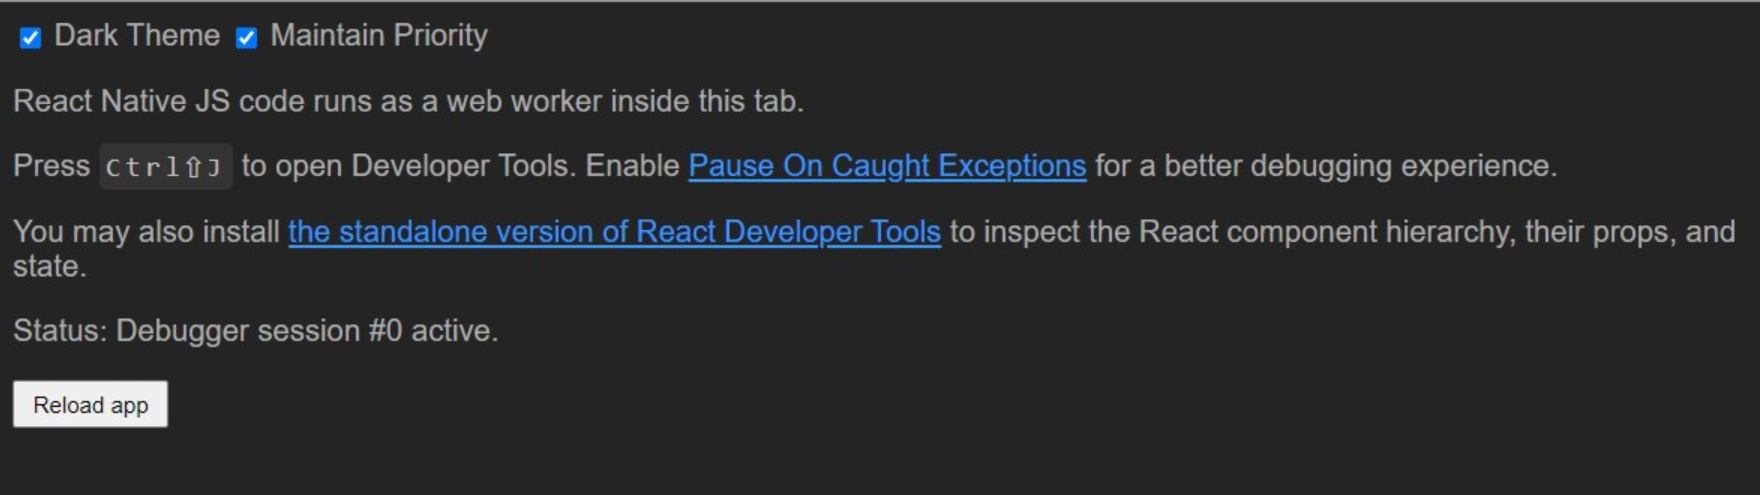 Dark Theme Maintain Priority
React Native JS code runs as a web worker inside this tab.
Press Ctrl⇧J to open Developer Tools. Enable Pause On Caught Exceptions for a better debugging experience.
You may also install the standalone version of React Developer Tools to inspect the React component hierarchy, their props, and
state.
Status: Debugger session #0 active.
Reload app